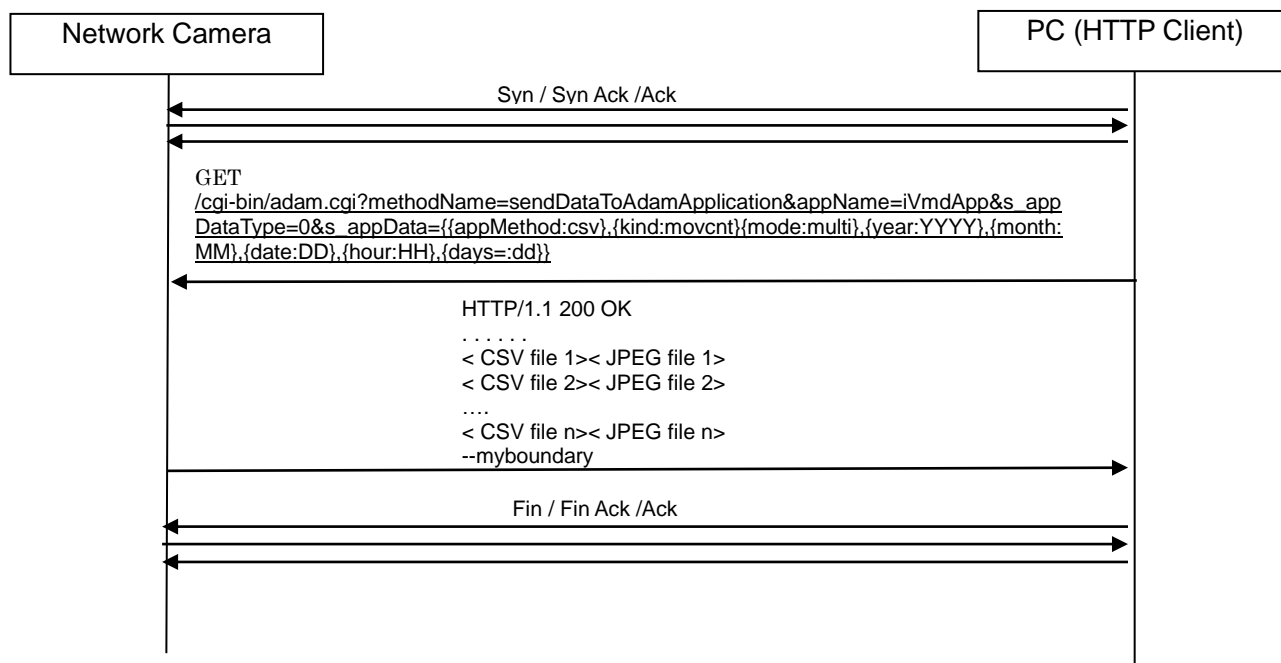 Network Camera
PC (HTTP Client)
Syn / Syn Ack /Ack
GET
/cgi-bin/adam.cgi?methodName=sendDataToAdamApplication&appName=iVmdApp&s_app
DataType=0&s_appData={{appMethod:csv},{kind:movcnt}{mode:multi},{year:YYYY},{month:
MM},{date:DD},{hour:HH},{days=:dd}}
HTTP/1.1 200 OK
. . . . . .
< CSV file 1>< JPEG file 1>
< CSV file 2>< JPEG file 2>
….
< CSV file n>< JPEG file n>
--myboundary
Fin / Fin Ack /Ack